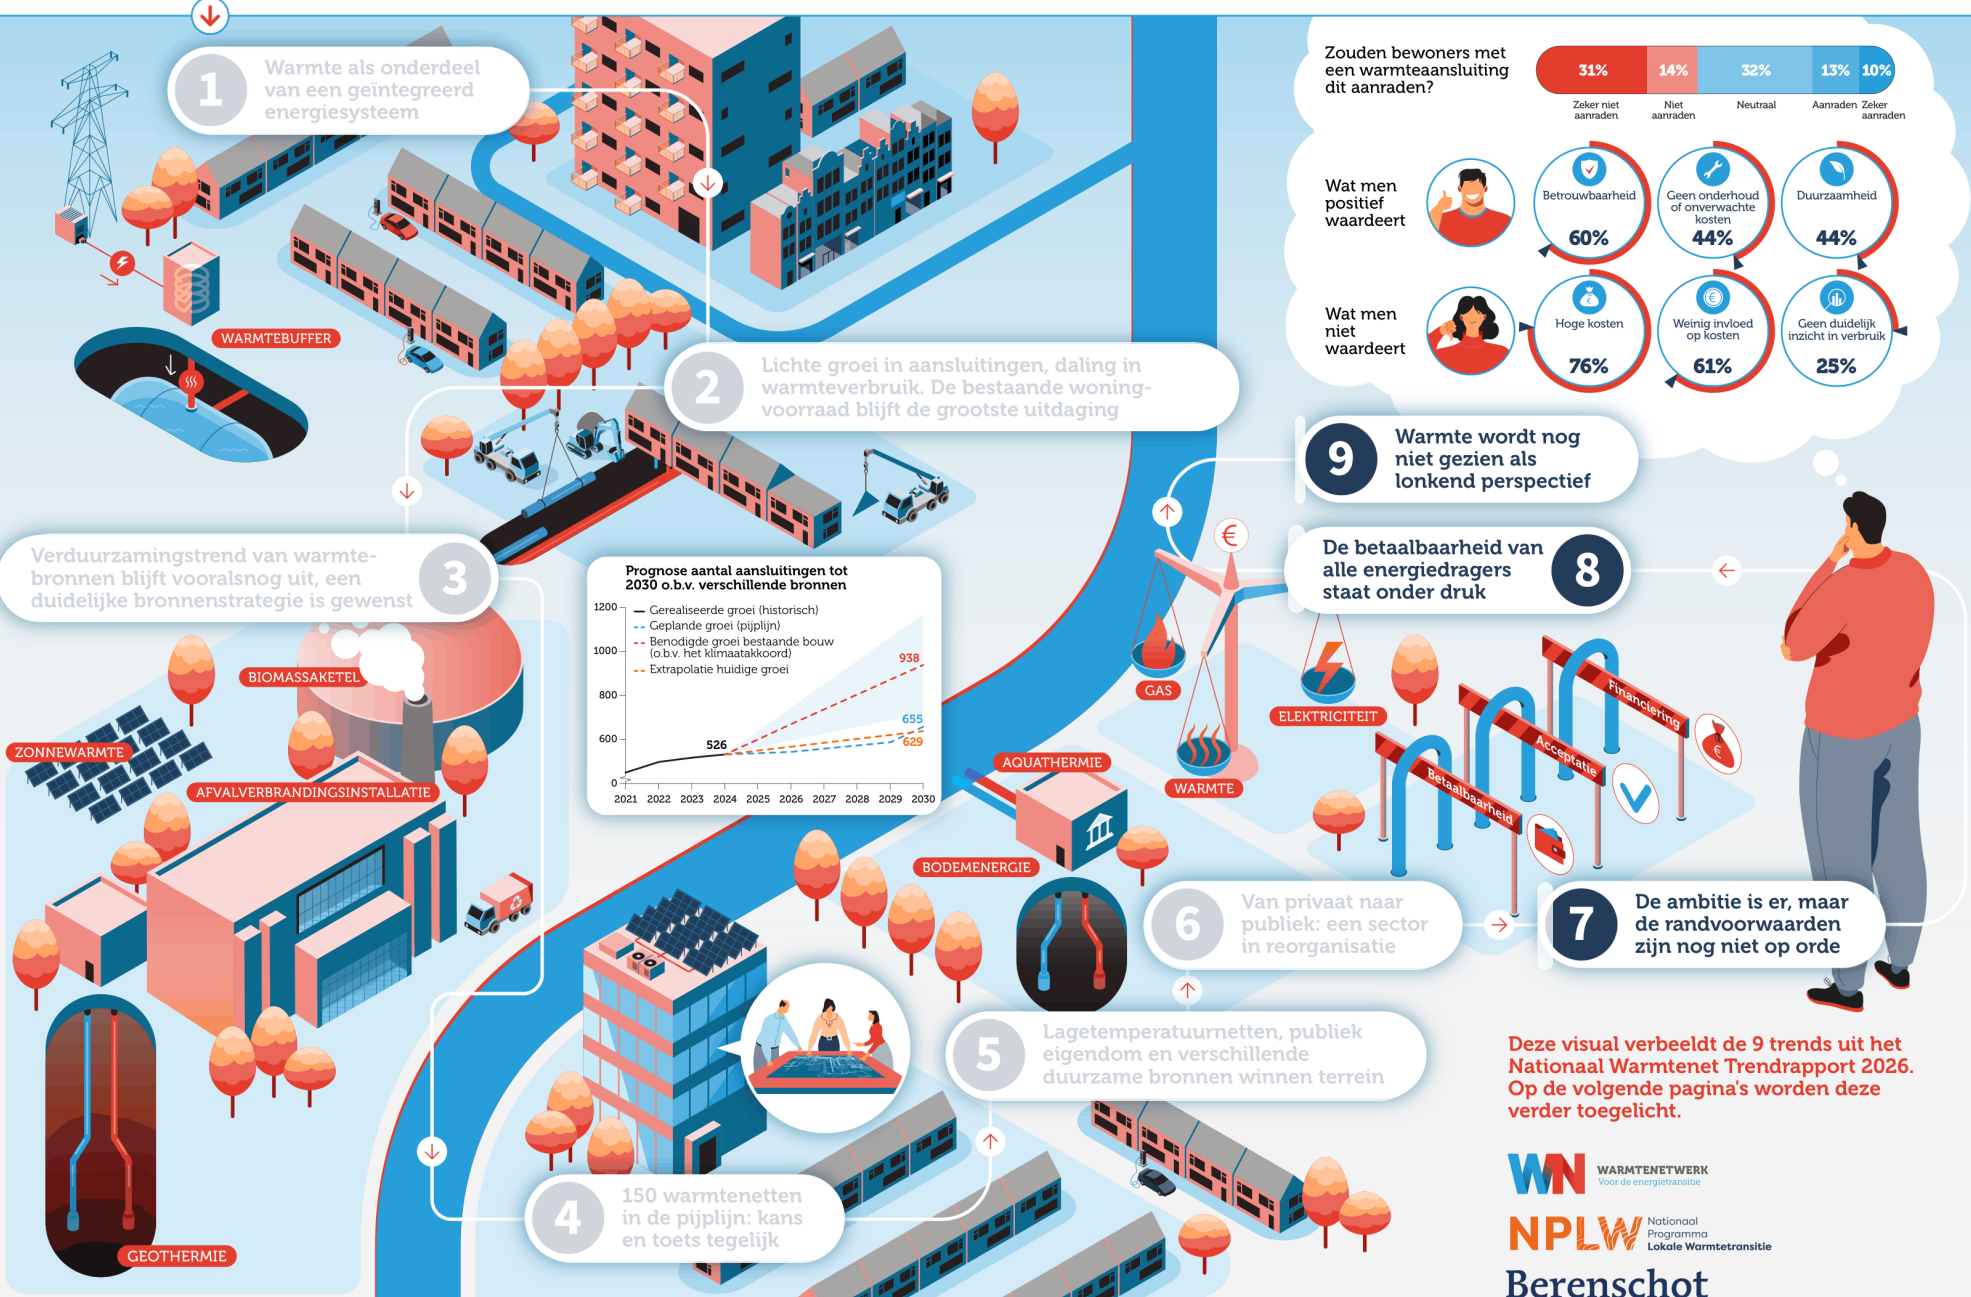 1
Warmte als onderdeel
van een geïntegreerd
energiesysteem
WARMTEBUFFER
2
Lichte groei in aansluitingen, daling in
warmteverbruik. De bestaande woning-
voorraad blijft de grootste uitdaging
3
Verduurzamingstrend van warmte-
bronnen blijft vooralsnog uit, een
duidelijke bronnenstrategie is gewenst
BIOMASSAKETEL
ZONNEWARMTE
AFVALVERBRANDINGSINSTALLATIE
GEOTHERMIE
Prognose aantal aansluitingen tot
2030 o.b.v. verschillende bronnen
Gerealiseerde groei (historisch)
Geplande groei (pijplijn)
Benodigde groei bestaande bouw
(o.b.v. het klimaatakkoord)
Extrapolatie huidige groei
1200
1000
800
600
0
526
938
655
629
2021 2022 2023 2024 2025 2026 2027 2028 2029 2030
4
150 warmtenetten
in de pijplijn: kans
en toets tegelijk
5
Lagetemperatuurnetten, publiek
eigendom en verschillende
duurzame bronnen winnen terrein
AQUATHERMIE
BODEMENERGIE
6
Van privaat naar
publiek: een sector
in reorganisatie
7
De ambitie is er, maar
de randvoorwaarden
zijn nog niet op orde
Betaalbaarheid
Acceptatie
Financiering
€
8
De betaalbaarheid van
alle energiedragers
staat onder druk
€
GAS
WARMTE
ELEKTRICITEIT
9
Warmte wordt nog
niet gezien als
lonkend perspectief
Zouden bewoners met
een warmteaansluiting
dit aanraden?
31% 14% 32% 13% 10%
Zeker niet
aanraden
Niet
aanraden
Neutraal
Aanraden
Zeker
aanraden
Wat men
positief
waardeert
Betrouwbaarheid
60%
Geen onderhoud
of onverwachte
kosten
44%
Duurzaamheid
44%
Wat men
niet
waardeert
€
Hoge kosten
76%
€
Weinig invloed
op kosten
61%
Geen duidelijk
inzicht in verbruik
25%
Deze visual verbeeldt de 9 trends uit het
Nationaal Warmtenet Trendrapport 2026.
Op de volgende pagina's worden deze
verder toegelicht.
WN
WARMTENETWERK
Voor de energietransitie
NPLW
Nationaal
Programma
Lokale Warmtetransitie
Berenschot